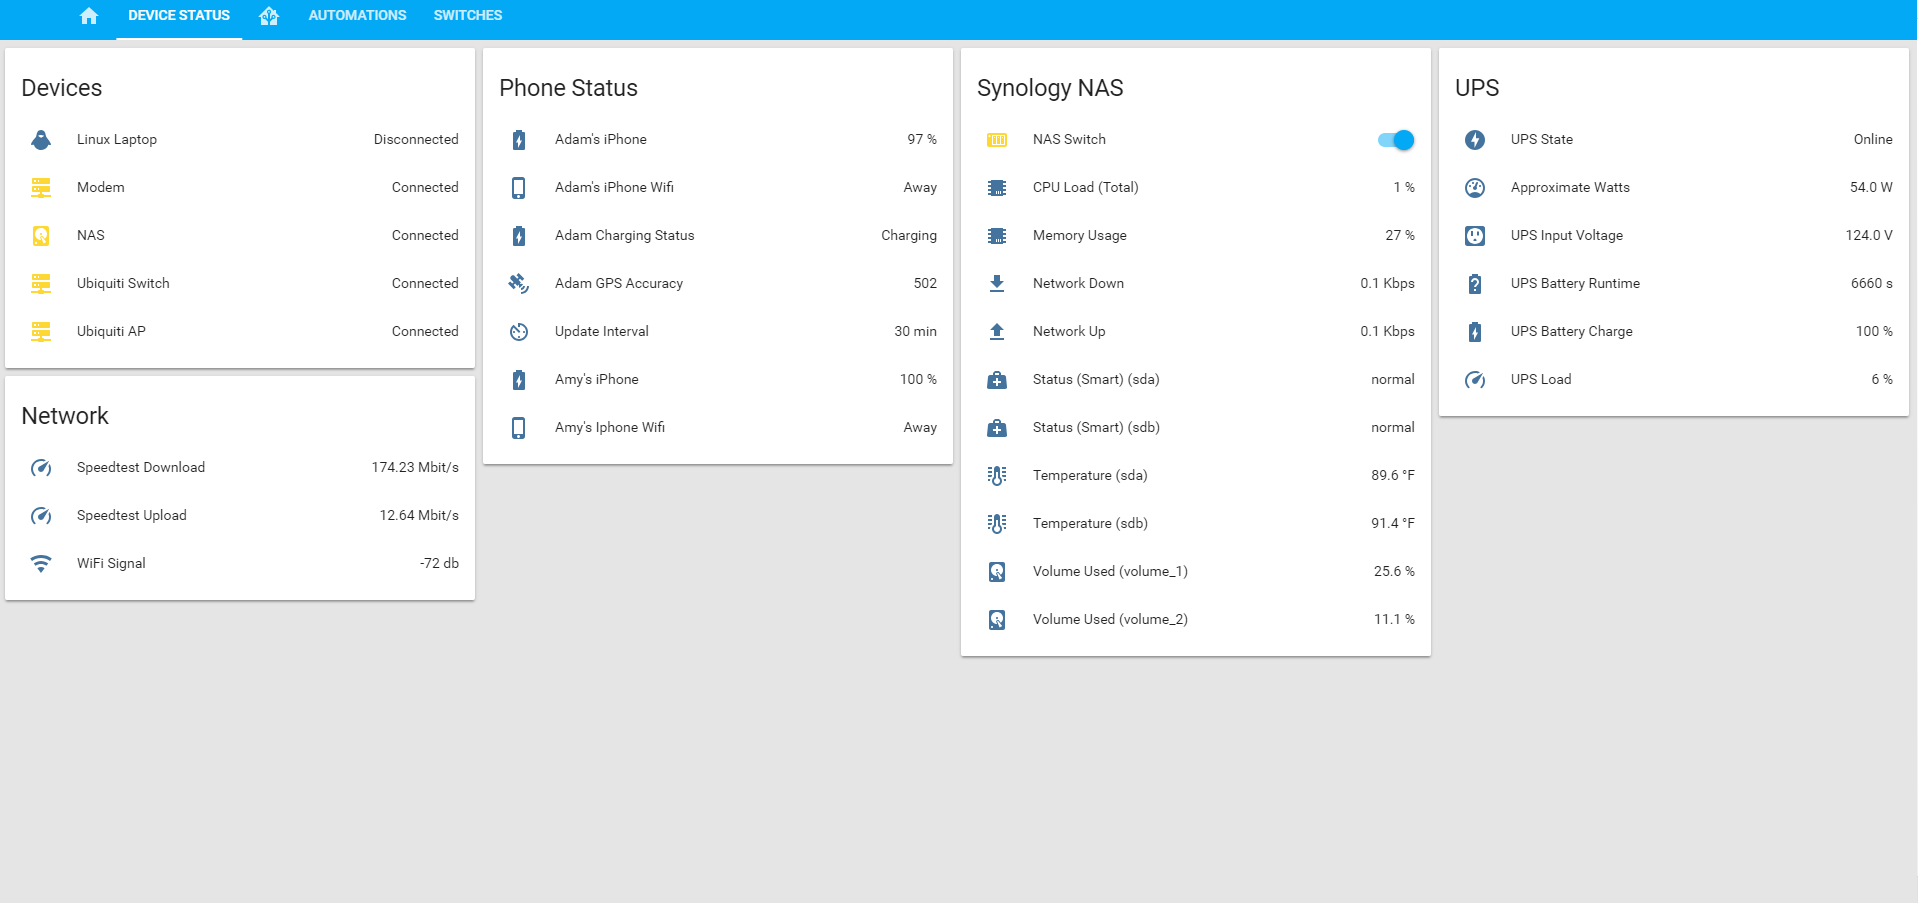 DEVICE STATUS
AUTOMATIONS
SWITCHES
Devices
Linux Laptop Disconnected
Modem Connected
NAS Connected
Ubiquiti Switch Connected
Ubiquiti AP Connected
Network
Speedtest Download 174.23 Mbit/s
Speedtest Upload 12.64 Mbit/s
WiFi Signal -72 db
Phone Status
Adam's iPhone 97 %
Adam's iPhone Wifi Away
Adam Charging Status Charging
Adam GPS Accuracy 502
Update Interval 30 min
Amy's iPhone 100 %
Amy's Iphone Wifi Away
Synology NAS
NAS Switch
CPU Load (Total) 1 %
Memory Usage 27 %
Network Down 0.1 Kbps
Network Up 0.1 Kbps
Status (Smart) (sda) normal
Status (Smart) (sdb) normal
Temperature (sda) 89.6 °F
Temperature (sdb) 91.4 °F
Volume Used (volume_1) 25.6 %
Volume Used (volume_2) 11.1 %
UPS
UPS State Online
Approximate Watts 54.0 W
UPS Input Voltage 124.0 V
UPS Battery Runtime 6660 s
UPS Battery Charge 100 %
UPS Load 6 %